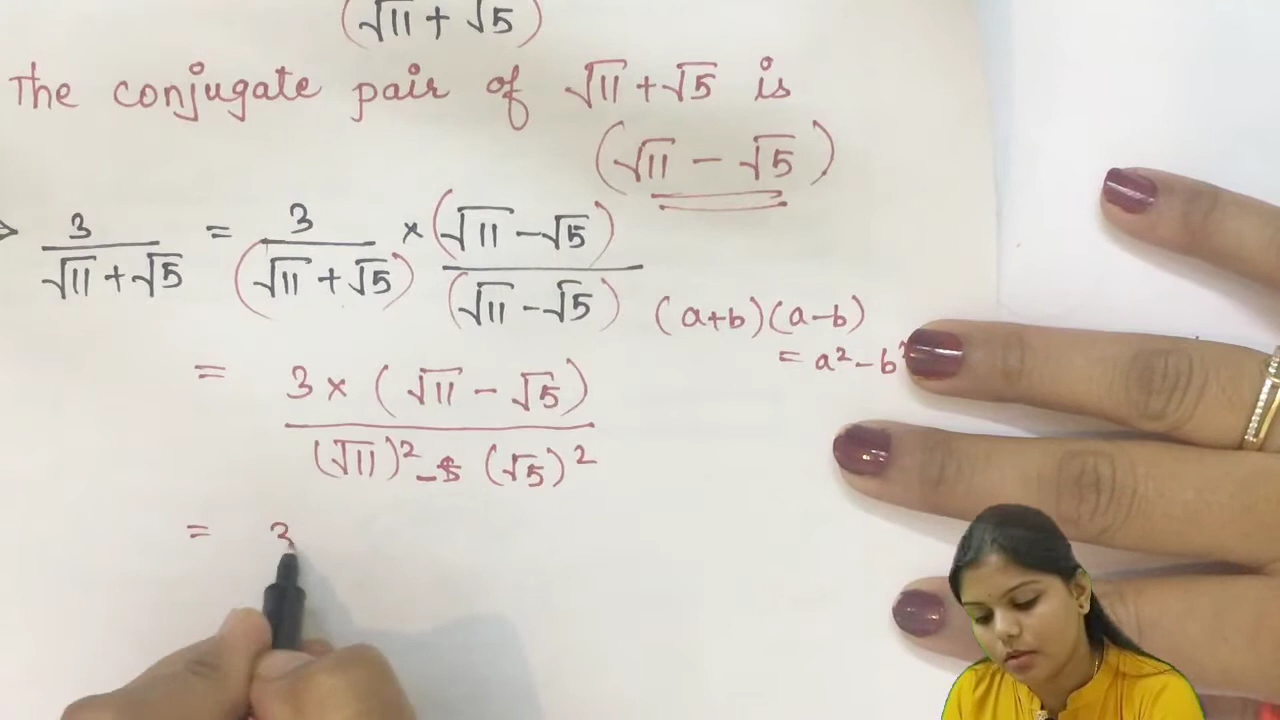 (√11 + √5)
The conjugate pair of √11 + √5 is
(√11 − √5)
3/(√11 + √5) = 3/(√11 + √5) × (√11 − √5)/(√11 − √5)
(a+b)(a−b)
= a² − b²
= 3 × (√11 − √5)/(√11)² − (√5)²
= 3